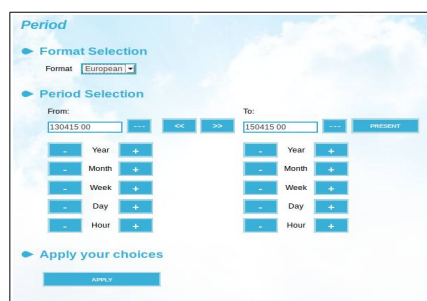 Period
Format Selection
Format European
Period Selection
From: To:
130415 00 --- << >> 150415 00 --- PRESENT
- Year + - Year +
- Month + - Month +
- Week + - Week +
- Day + - Day +
- Hour + - Hour +
Apply your choices
APPLY